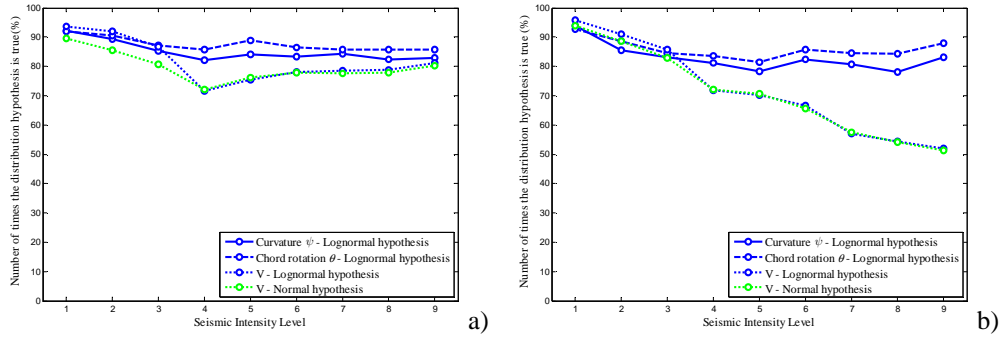 Number of times the distribution hypothesis is true (%)
100
90
80
70
60
50
40
30
20
10
0
Curvature ψ - Lognormal hypothesis
Chord rotation θ - Lognormal hypothesis
V - Lognormal hypothesis
V - Normal hypothesis
1 2 3 4 5 6 7 8 9
Seismic Intensity Level
a)
Number of times the distribution hypothesis is true (%)
100
90
80
70
60
50
40
30
20
10
0
Curvature ψ - Lognormal hypothesis
Chord rotation θ - Lognormal hypothesis
V - Lognormal hypothesis
V - Normal hypothesis
1 2 3 4 5 6 7 8 9
Seismic Intensity Level
b)